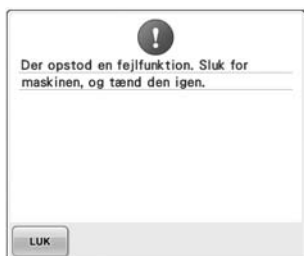 Der opstod en fejlfunktion. Sluk for
maskinen, og tænd den igen.
LUK